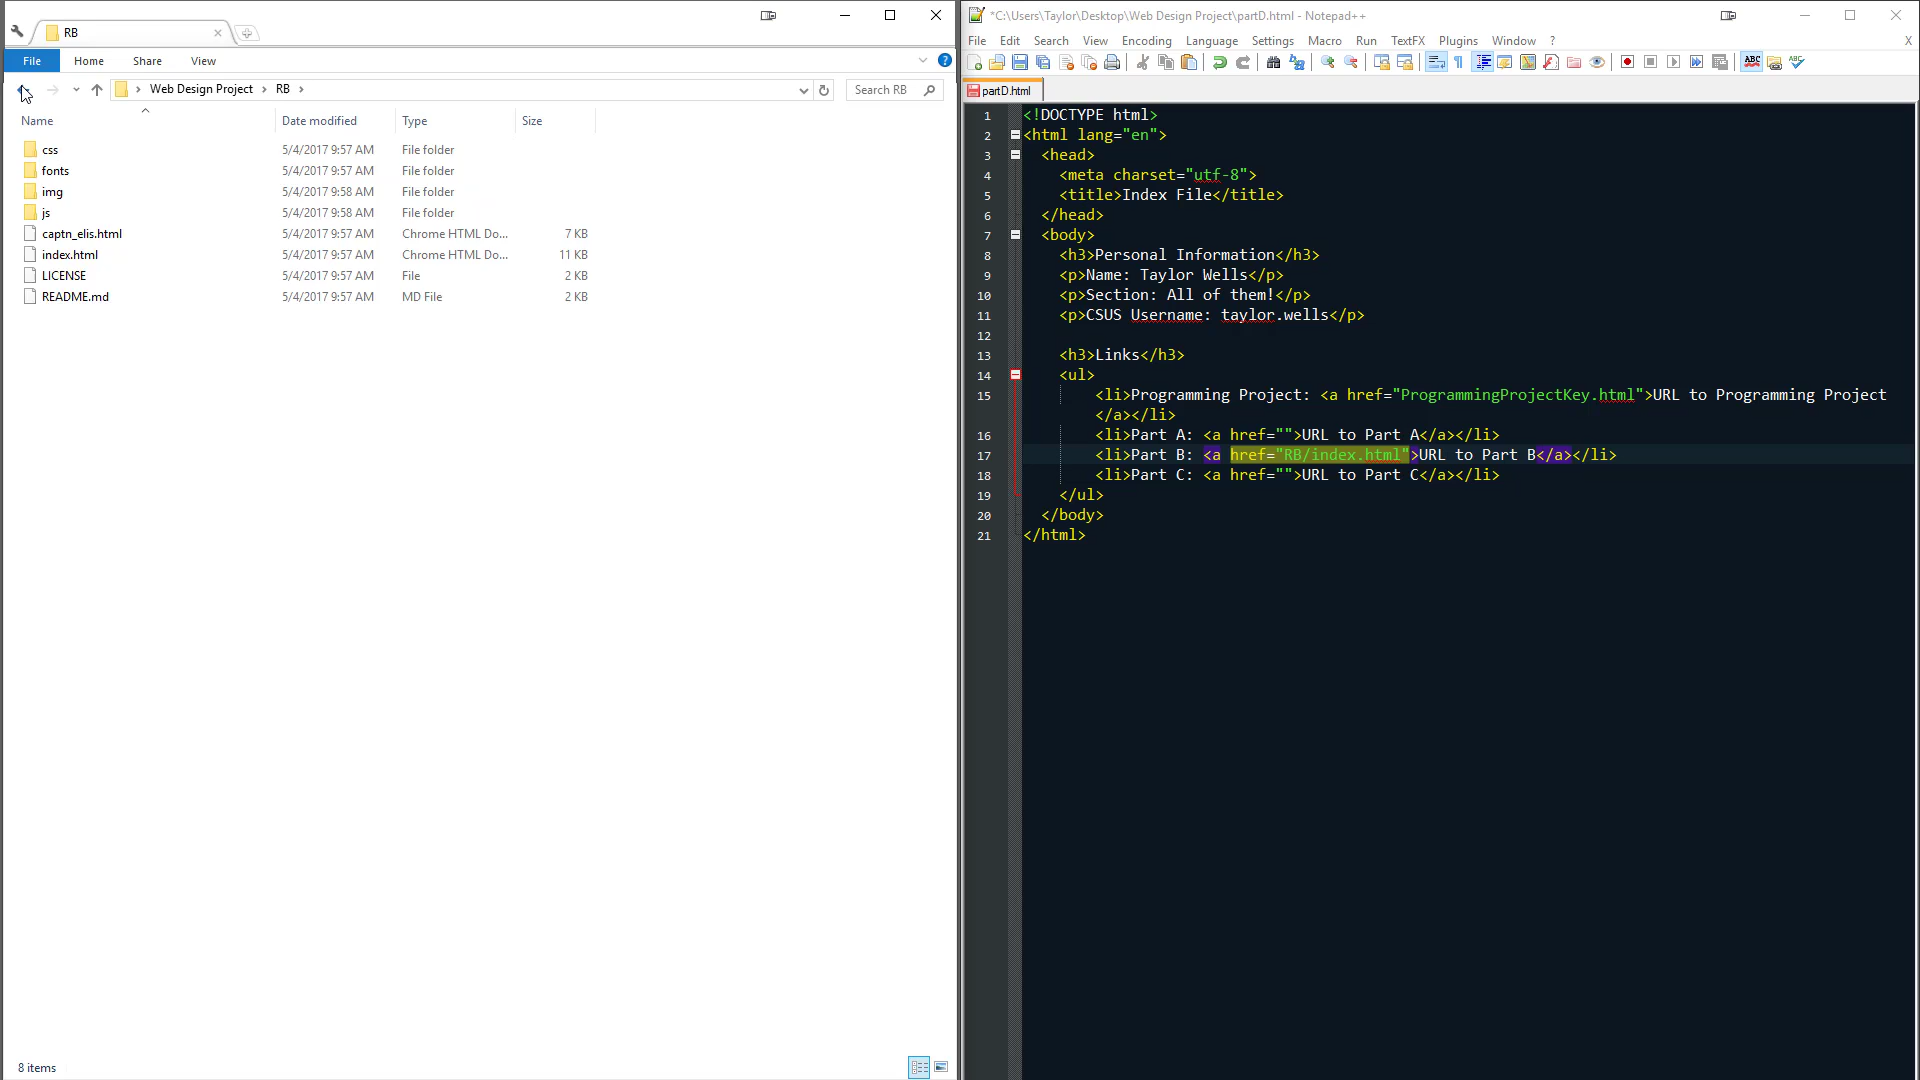 RB
File Home Share View
Web Design Project RB
Search RB
Name Date modified Type Size
css 5/4/2017 9:57 AM File folder
fonts 5/4/2017 9:57 AM File folder
img 5/4/2017 9:58 AM File folder
js 5/4/2017 9:58 AM File folder
captn_elis.html 5/4/2017 9:57 AM Chrome HTML Do... 7 KB
index.html 5/4/2017 9:57 AM Chrome HTML Do... 11 KB
LICENSE 5/4/2017 9:57 AM File 2 KB
README.md 5/4/2017 9:57 AM MD File 2 KB
8 items
*C:\Users\Taylor\Desktop\Web Design Project\partD.html - Notepad++
File Edit Search View Encoding Language Settings Macro Run TextFX Plugins Window ? X
partD.html
1 <!DOCTYPE html>
2 <html lang="en">
3 <head>
4 <meta charset="utf-8">
5 <title>Index File</title>
6 </head>
7 <body>
8 <h3>Personal Information</h3>
9 <p>Name: Taylor Wells</p>
10 <p>Section: All of them!</p>
11 <p>CSUS Username: taylor.wells</p>
12
13 <h3>Links</h3>
14 <ul>
15 <li>Programming Project: <a href="ProgrammingProjectKey.html">URL to Programming Project
</a></li>
16 <li>Part A: <a href="">URL to Part A</a></li>
17 <li>Part B: <a href="RB/index.html">URL to Part B</a></li>
18 <li>Part C: <a href="">URL to Part C</a></li>
19 </ul>
20 </body>
21 </html>